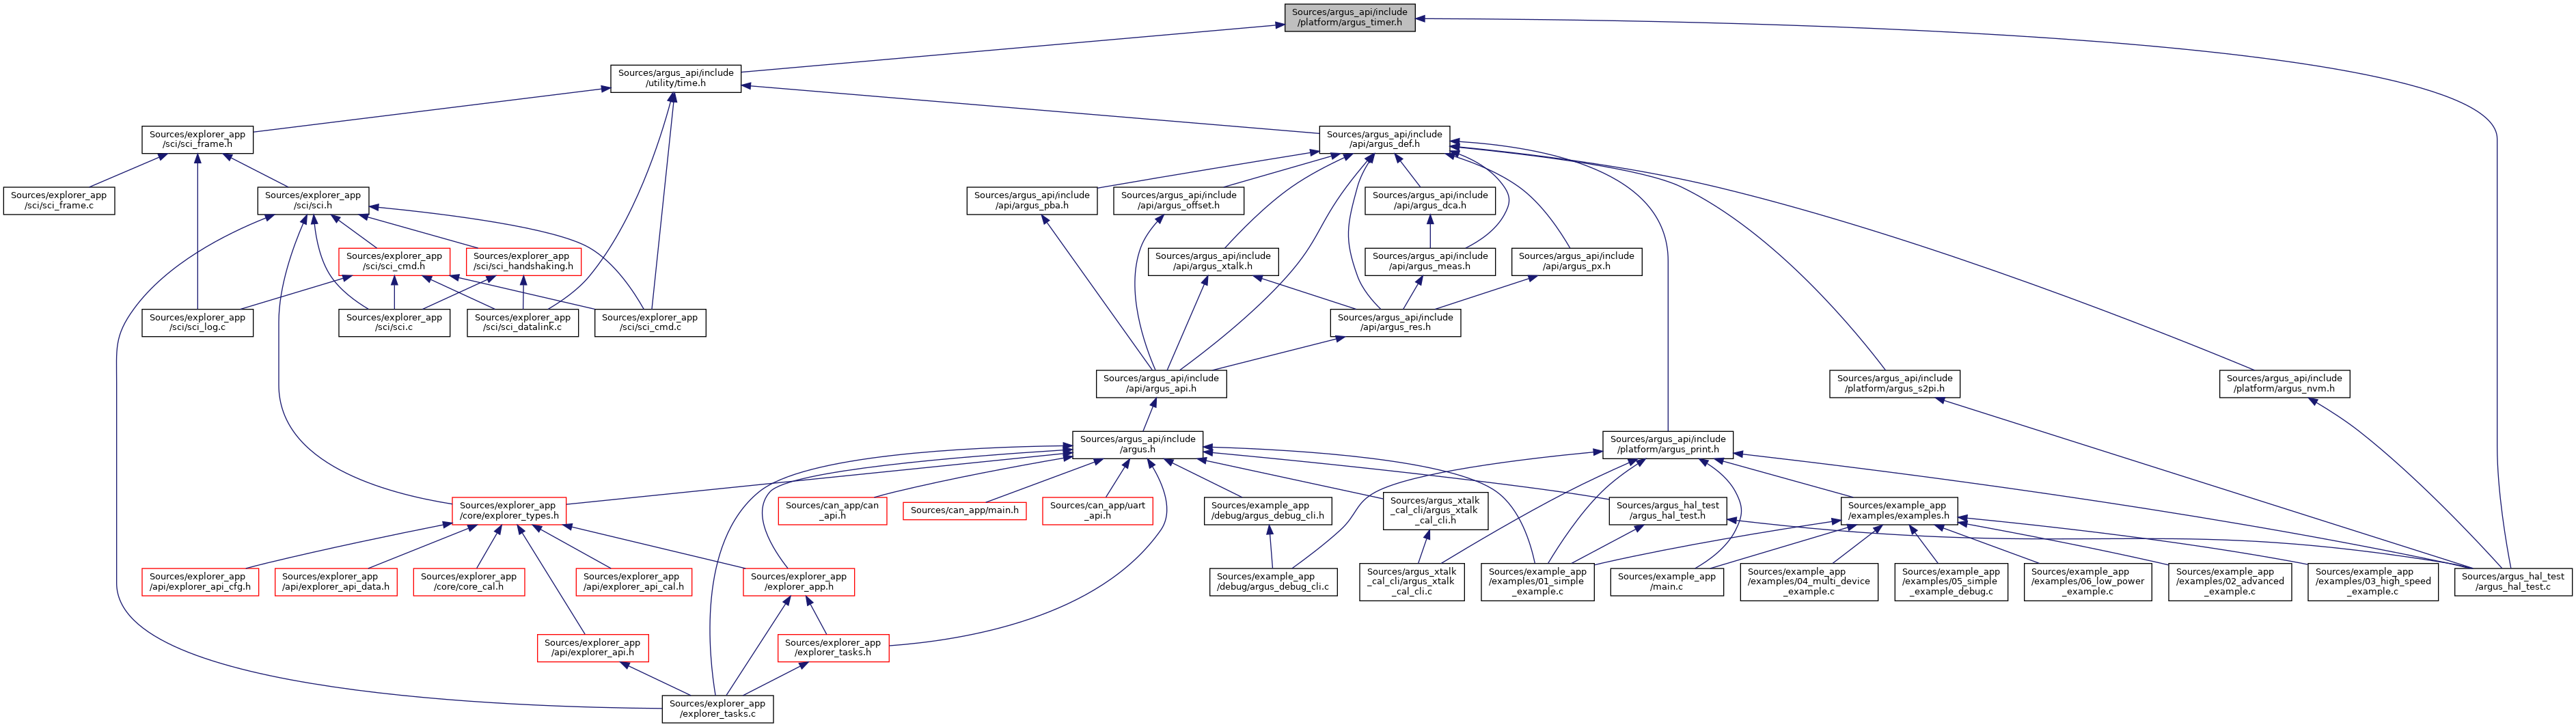 Sources/argus_api/include
/platform/argus_timer.h
Sources/argus_api/include
/utility/time.h
Sources/explorer_app
/sci/sci_frame.h
Sources/argus_api/include
/api/argus_def.h
Sources/explorer_app
/sci/sci_frame.c
Sources/explorer_app
/sci/sci.h
Sources/argus_api/include
/api/argus_pba.h
Sources/argus_api/include
/api/argus_offset.h
Sources/argus_api/include
/api/argus_dca.h
Sources/explorer_app
/sci/sci_cmd.h
Sources/explorer_app
/sci/sci_handshaking.h
Sources/argus_api/include
/api/argus_xtalk.h
Sources/argus_api/include
/api/argus_meas.h
Sources/argus_api/include
/api/argus_px.h
Sources/explorer_app
/sci/sci_log.c
Sources/explorer_app
/sci/sci.c
Sources/explorer_app
/sci/sci_datalink.c
Sources/explorer_app
/sci/sci_cmd.c
Sources/argus_api/include
/api/argus_res.h
Sources/argus_api/include
/api/argus_api.h
Sources/argus_api/include
/platform/argus_s2pi.h
Sources/argus_api/include
/platform/argus_nvm.h
Sources/argus_api/include
/argus.h
Sources/argus_api/include
/platform/argus_print.h
Sources/explorer_app
/core/explorer_types.h
Sources/can_app/can
_api.h
Sources/can_app/main.h
Sources/can_app/uart
_api.h
Sources/example_app
/debug/argus_debug_cli.h
Sources/argus_xtalk
_cal_cli/argus_xtalk
_cal_cli.h
Sources/argus_hal_test
/argus_hal_test.h
Sources/example_app
/examples/examples.h
Sources/explorer_app
/api/explorer_api_cfg.h
Sources/explorer_app
/api/explorer_api_data.h
Sources/explorer_app
/core/core_cal.h
Sources/explorer_app
/api/explorer_api_cal.h
Sources/explorer_app
/explorer_app.h
Sources/example_app
/debug/argus_debug_cli.c
Sources/argus_xtalk
_cal_cli/argus_xtalk
_cal_cli.c
Sources/example_app
/examples/01_simple
_example.c
Sources/example_app
/main.c
Sources/example_app
/examples/04_multi_device
_example.c
Sources/example_app
/examples/05_simple
_example_debug.c
Sources/example_app
/examples/06_low_power
_example.c
Sources/example_app
/examples/02_advanced
_example.c
Sources/example_app
/examples/03_high_speed
_example.c
Sources/argus_hal_test
/argus_hal_test.c
Sources/explorer_app
/api/explorer_api.h
Sources/explorer_app
/explorer_tasks.h
Sources/explorer_app
/explorer_tasks.c